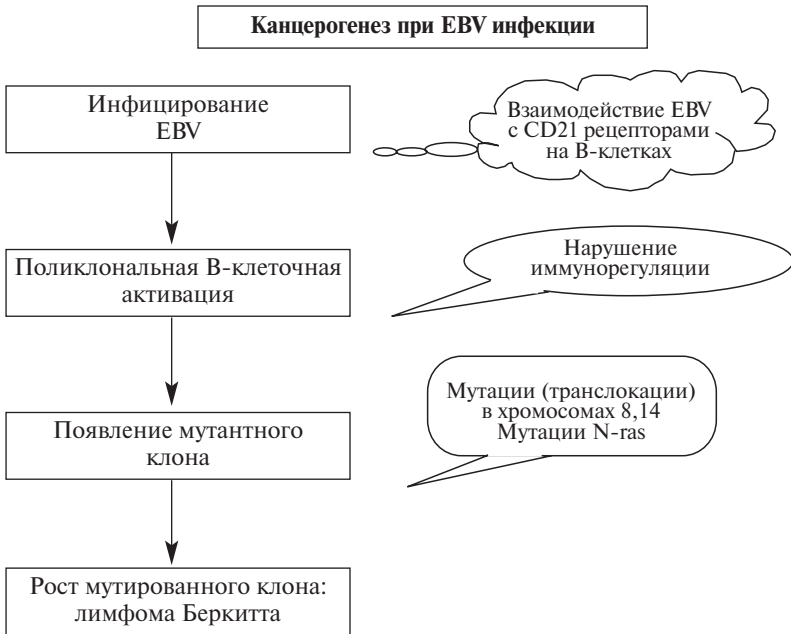 Канцерогенез при EBV инфекции
Инфицирование
EBV
Взаимодействие EBV
с CD21 рецепторами
на В-клетках
Поликлональная В-клеточная
активация
Нарушение
иммунорегуляции
Появление мутантного
клона
Мутации (транслокации)
в хромосомах 8,14
Мутации N-ras
Рост мутированного клона:
лимфома Беркитта